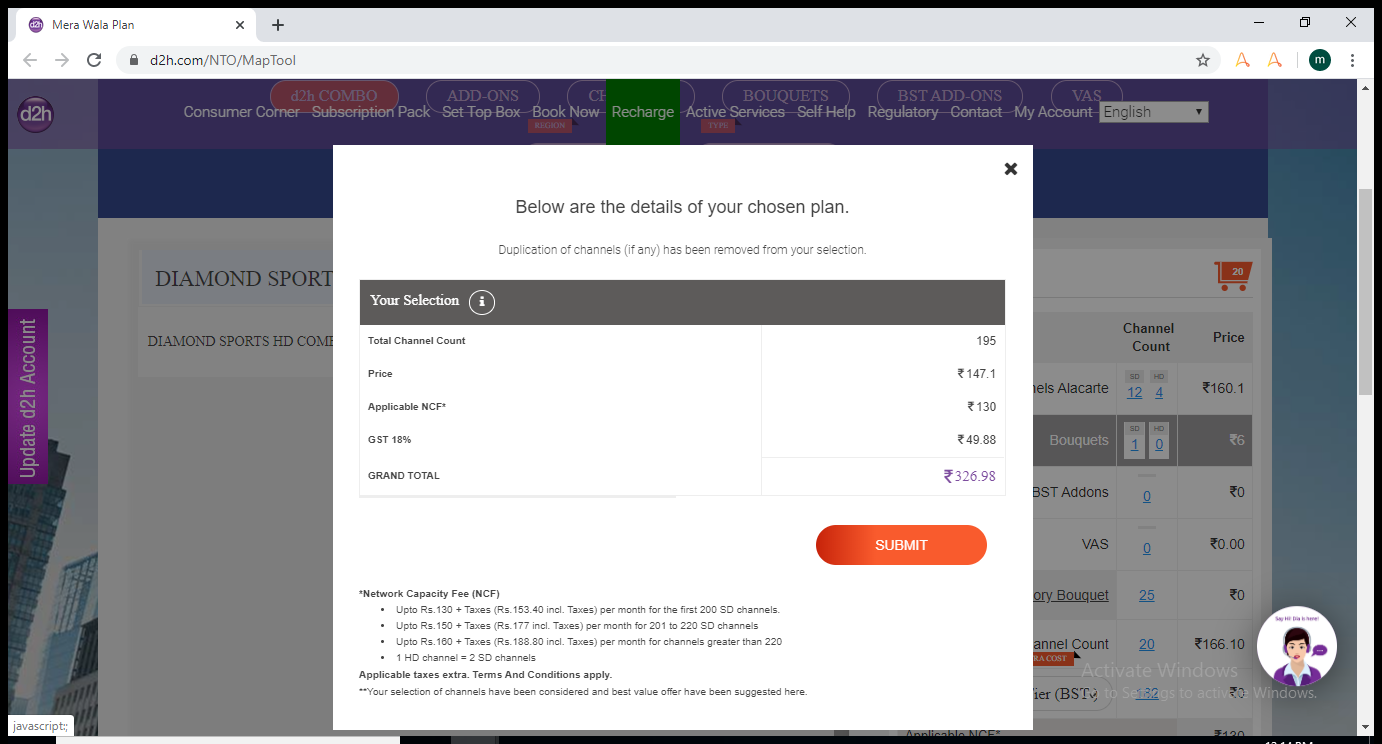 d2h Mera Wala Plan
d2h.com/NTO/MapTool
m
d2h COMBO ADD-ONS CH BOUQUETS BST ADD-ONS VAS
d2h
Consumer Corner Subscription Pack Set Top Box Book Now Recharge Active Services Self Help Regulatory Contact My Account English
REGION TYPE
Below are the details of your chosen plan.
Duplication of channels (if any) has been removed from your selection.
Your Selection i
Total Channel Count 195
Price ₹147.1
Applicable NCF* ₹130
GST 18% ₹49.88
GRAND TOTAL ₹326.98
SUBMIT
*Network Capacity Fee (NCF)
• Upto Rs.130 + Taxes (Rs.153.40 incl. Taxes) per month for the first 200 SD channels.
• Upto Rs.150 + Taxes (Rs.177 incl. Taxes) per month for 201 to 220 SD channels
• Upto Rs.160 + Taxes (Rs.188.80 incl. Taxes) per month for channels greater than 220
• 1 HD channel = 2 SD channels
Applicable taxes extra. Terms And Conditions apply.
**Your selection of channels have been considered and best value offer have been suggested here.
DIAMOND SPORT
DIAMOND SPORTS HD COM
Update d2h Account
20
Channel
Count Price
nels Alacarte SD 12 HD 4 ₹160.1
Bouquets SD 1 HD 0 ₹6
BST Addons 0 ₹0
VAS 0 ₹0.00
ory Bouquet 25 ₹0
annel Count 20 ₹166.10
RA COST
ier (BST) 182 ₹0
Applicable NCF* ₹130
Say Hi! Dia is here!
Activate Windows
Go to Settings to activate Windows.
javascript:;
12:14 PM